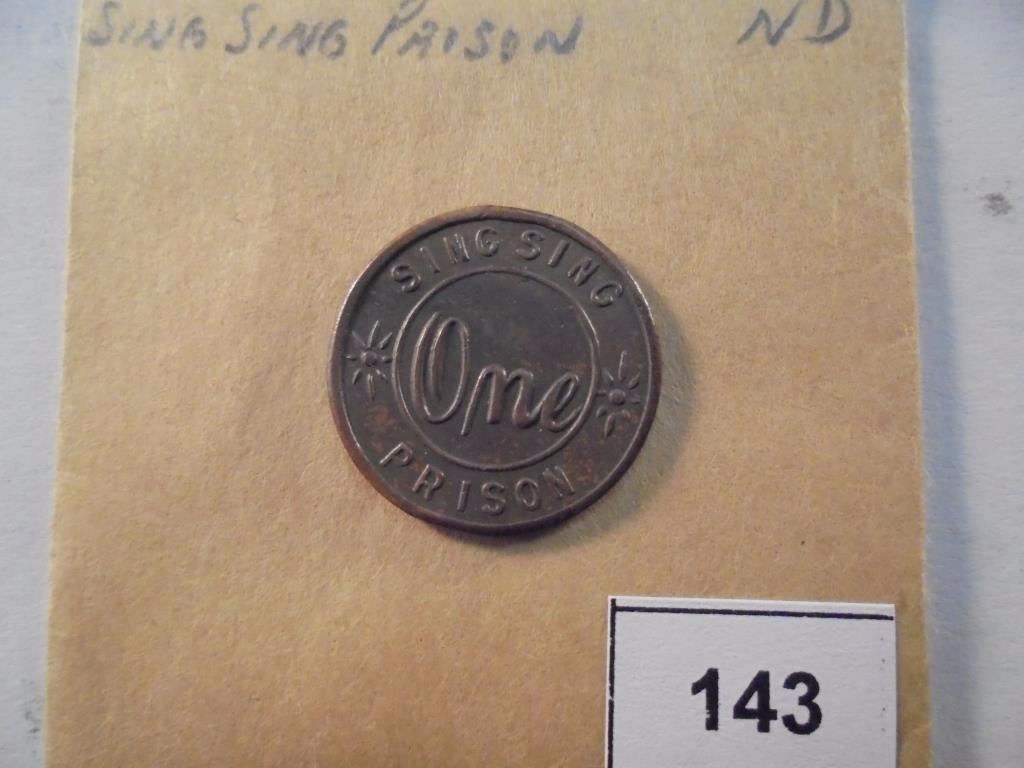 SING SING PRISON ND
SING SING
One
PRISON
143